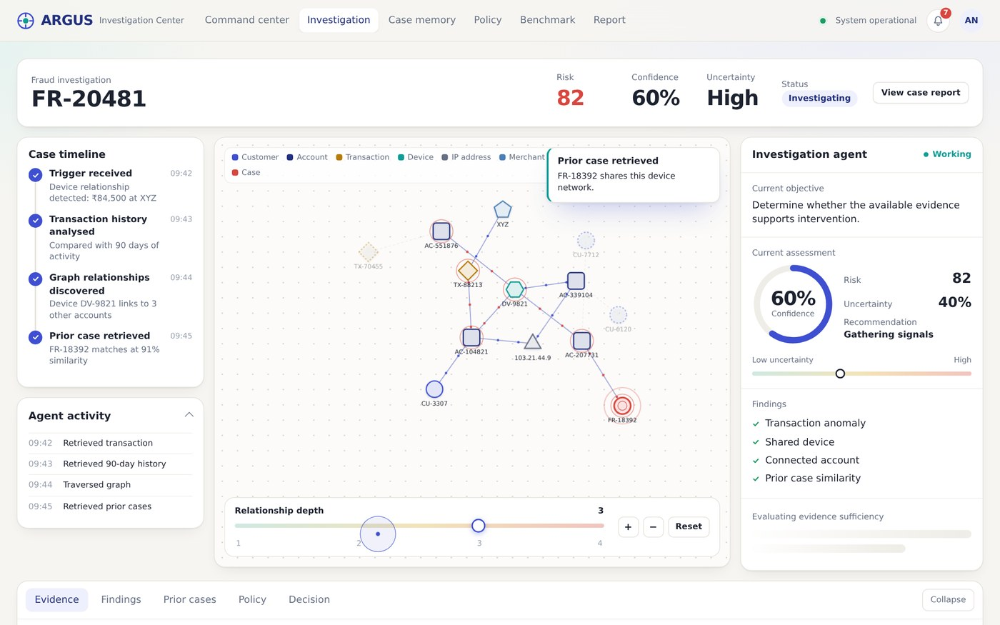 ARGUS Investigation Center Command center Investigation Case memory Policy Benchmark Report System operational 7 AN
Fraud investigation
FR-20481
Risk
82
Confidence
60%
Uncertainty
High
Status
Investigating
View case report
Case timeline
Trigger received 09:42
Device relationship
detected: ₹84,500 at XYZ
Transaction history 09:43
analysed
Compared with 90 days of
activity
Graph relationships 09:44
discovered
Device DV-9821 links to 3
other accounts
Prior case retrieved 09:45
FR-18392 matches at 91%
similarity
Agent activity
09:42 Retrieved transaction
09:43 Retrieved 90-day history
09:44 Traversed graph
09:45 Retrieved prior cases
Customer Account Transaction Device IP address Merchant
Case
Prior case retrieved
FR-18392 shares this device
network.
XYZ
AC-551876
CU-7712
TX-70455
TX-88213
AC-339104
DV-9821
CU-6120
AC-104821
103.21.44.9
AC-207731
CU-3307
FR-18392
Relationship depth 3
1 2 3 4
+ − Reset
Investigation agent Working
Current objective
Determine whether the available evidence
supports intervention.
Current assessment
60%
Confidence
Risk 82
Uncertainty 40%
Recommendation
Gathering signals
Low uncertainty High
Findings
Transaction anomaly
Shared device
Connected account
Prior case similarity
Evaluating evidence sufficiency
Evidence Findings Prior cases Policy Decision Collapse